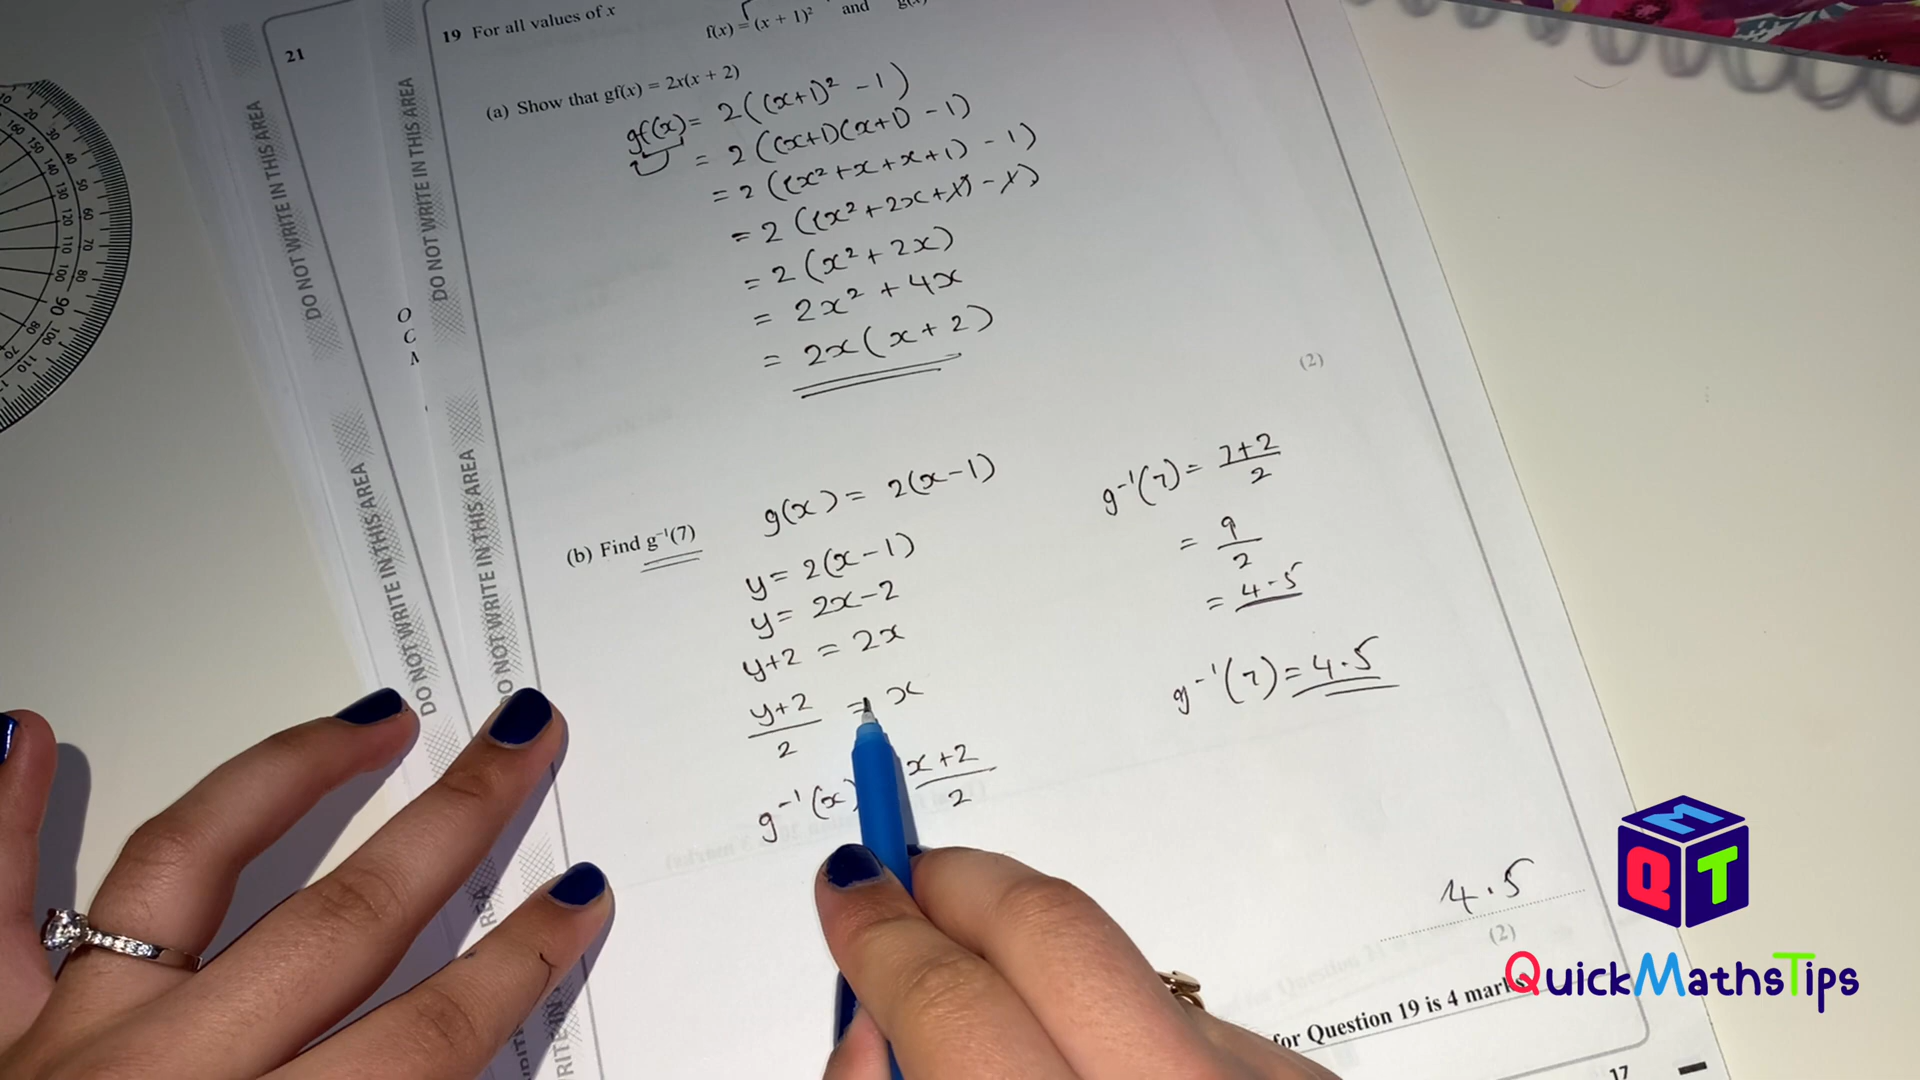 21
19 For all values of x
f(x) = (x + 1)² and
(a) Show that gf(x) = 2x(x + 2)
gf(x) = 2((x+1)² - 1)
= 2((x+1)(x+1) - 1)
= 2((x² + x + x + 1) - 1)
= 2((x² + 2x + 1) - 1)
= 2(x² + 2x)
= 2x² + 4x
= 2x(x + 2)
(2)
g(x) = 2(x-1)
(b) Find g⁻¹(7)
y = 2(x-1)
y = 2x-2
y+2 = 2x
y+2/2 = x
g⁻¹(x) x+2/2
g⁻¹(7) = 7+2/2
= 9/2
= 4.5
g⁻¹(7) = 4.5
4.5
(2)
for Question 19 is 4 marks
17
DO NOT WRITE IN THIS AREA
DO NOT WRITE IN THIS AREA
DO NOT WRITE IN THIS AREA
DO NOT WRITE IN THIS AREA
MQT
QuickMathsTips